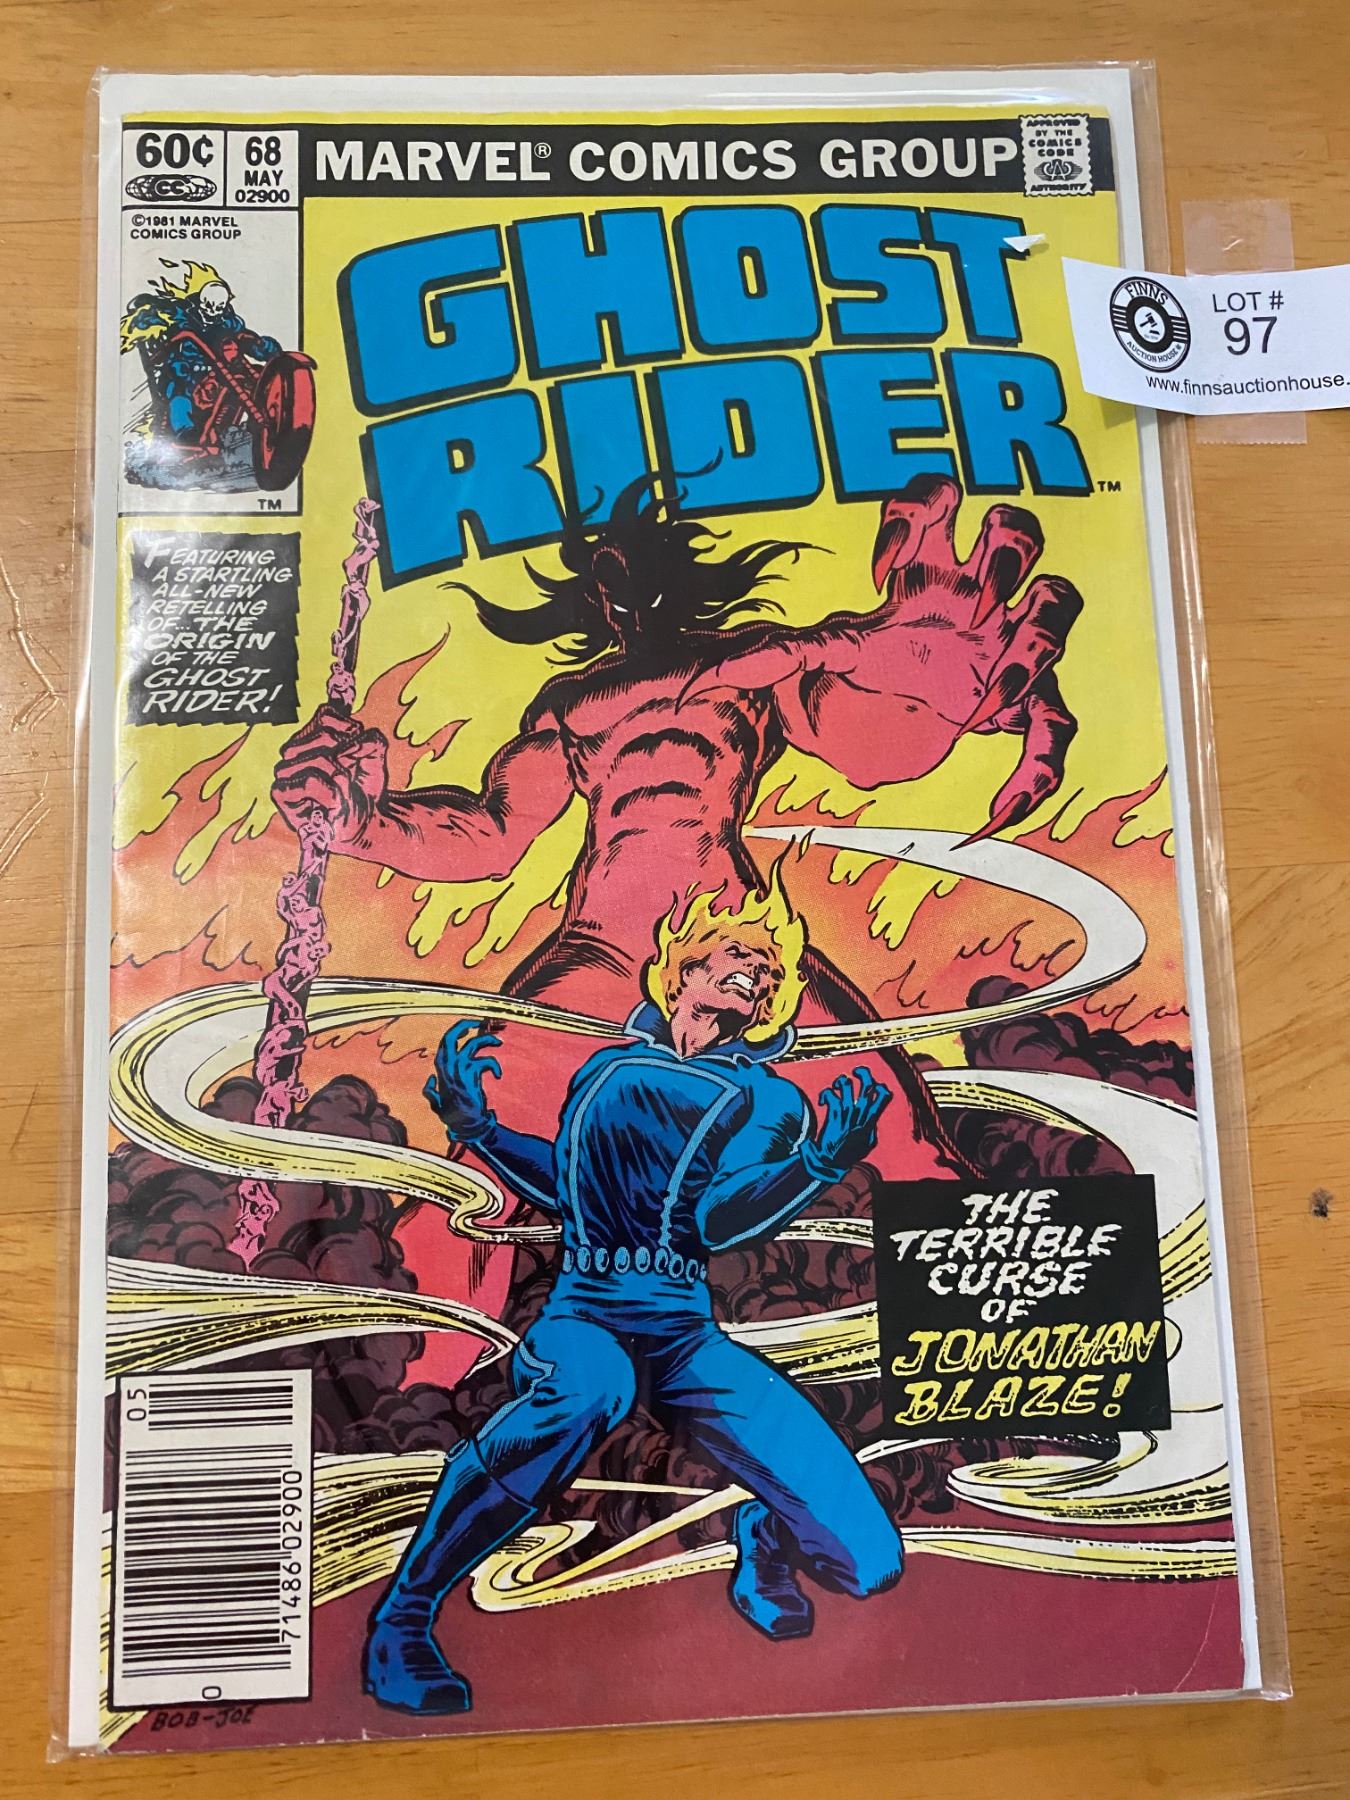 60¢
CC
68
MAY
02900
MARVEL® COMICS GROUP
APPROVED
BY THE
COMICS
CODE
CA
AUTHORITY
©1981 MARVEL
COMICS GROUP
GHOST
RIDER
TM
TM
FINNS
AUCTION HOUSE
LOT #
97
www.finnsauctionhouse.
FEATURING
A STARTLING
ALL-NEW
RETELLING
OF...THE
ORIGIN
OF THE
GHOST
RIDER!
THE
TERRIBLE
CURSE
OF
JONATHAN
BLAZE!
05
71486 02900
0
BOB-JOE